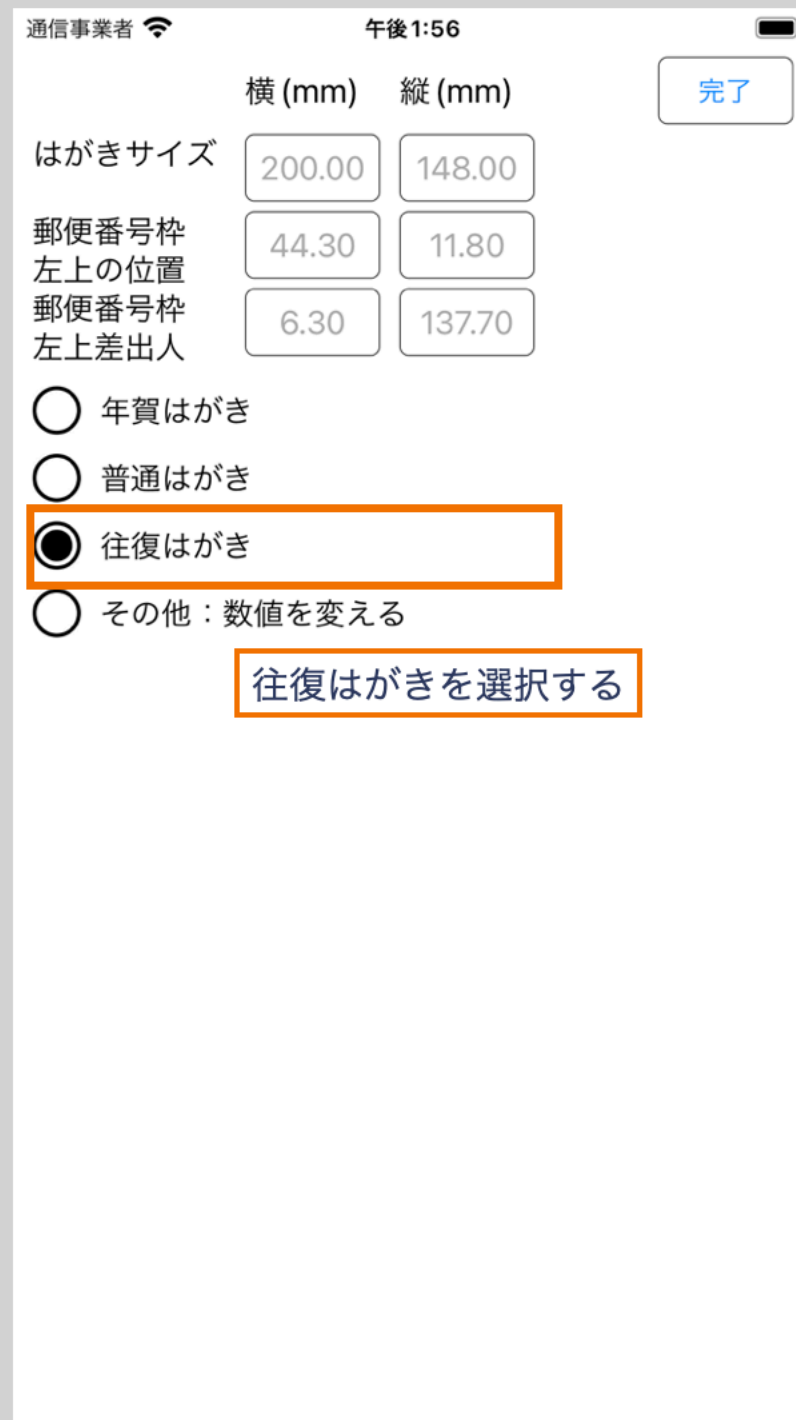 通信事業者 午後1:56
横(mm) 縦(mm) 完了
はがきサイズ 200.00 148.00
郵便番号枠
左上の位置 44.30 11.80
郵便番号枠
左上差出人 6.30 137.70
年賀はがき
普通はがき
往復はがき
その他：数値を変える
往復はがきを選択する